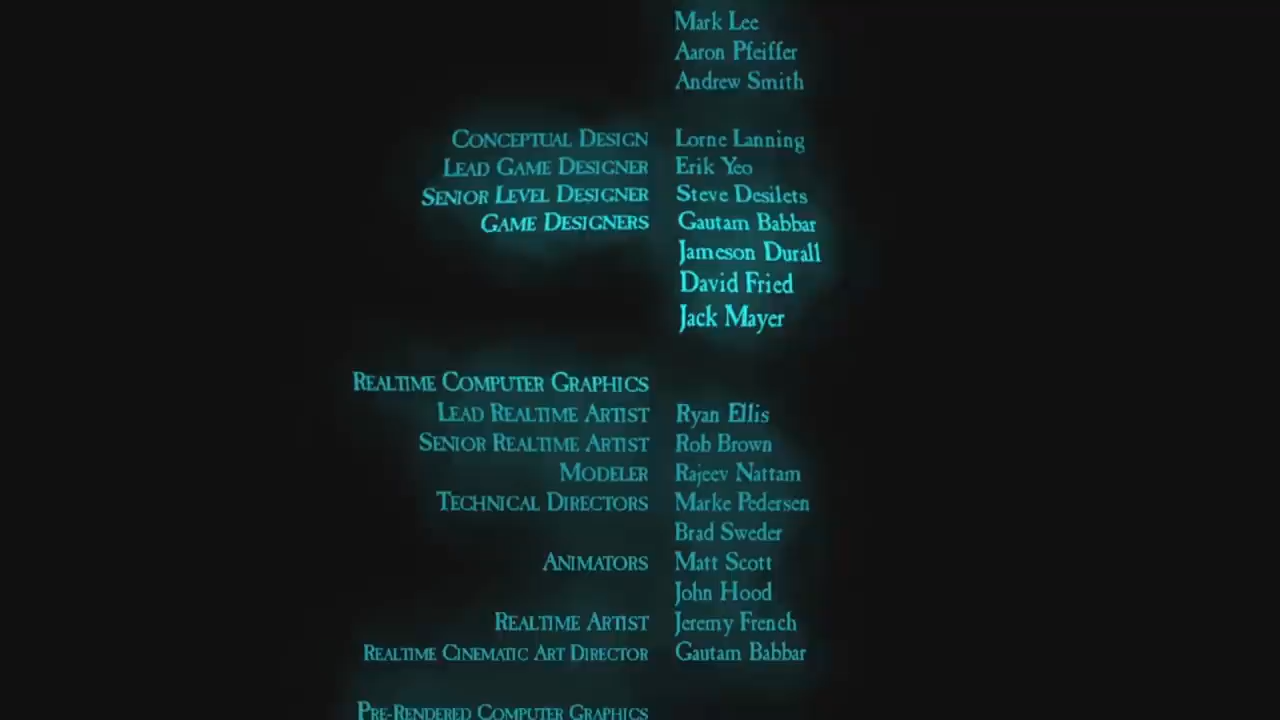 Mark Lee
Aaron Pfeiffer
Andrew Smith
CONCEPTUAL DESIGN Lorne Lanning
LEAD GAME DESIGNER Erik Yeo
SENIOR LEVEL DESIGNER Steve Desilets
GAME DESIGNERS Gautam Babbar
Jameson Durall
David Fried
Jack Mayer
REALTIME COMPUTER GRAPHICS
LEAD REALTIME ARTIST Ryan Ellis
SENIOR REALTIME ARTIST Rob Brown
MODELER Rajeev Nattam
TECHNICAL DIRECTORS Marke Pedersen
Brad Sweder
ANIMATORS Matt Scott
John Hood
REALTIME ARTIST Jeremy French
REALTIME CINEMATIC ART DIRECTOR Gautam Babbar
PRE-RENDERED COMPUTER GRAPHICS